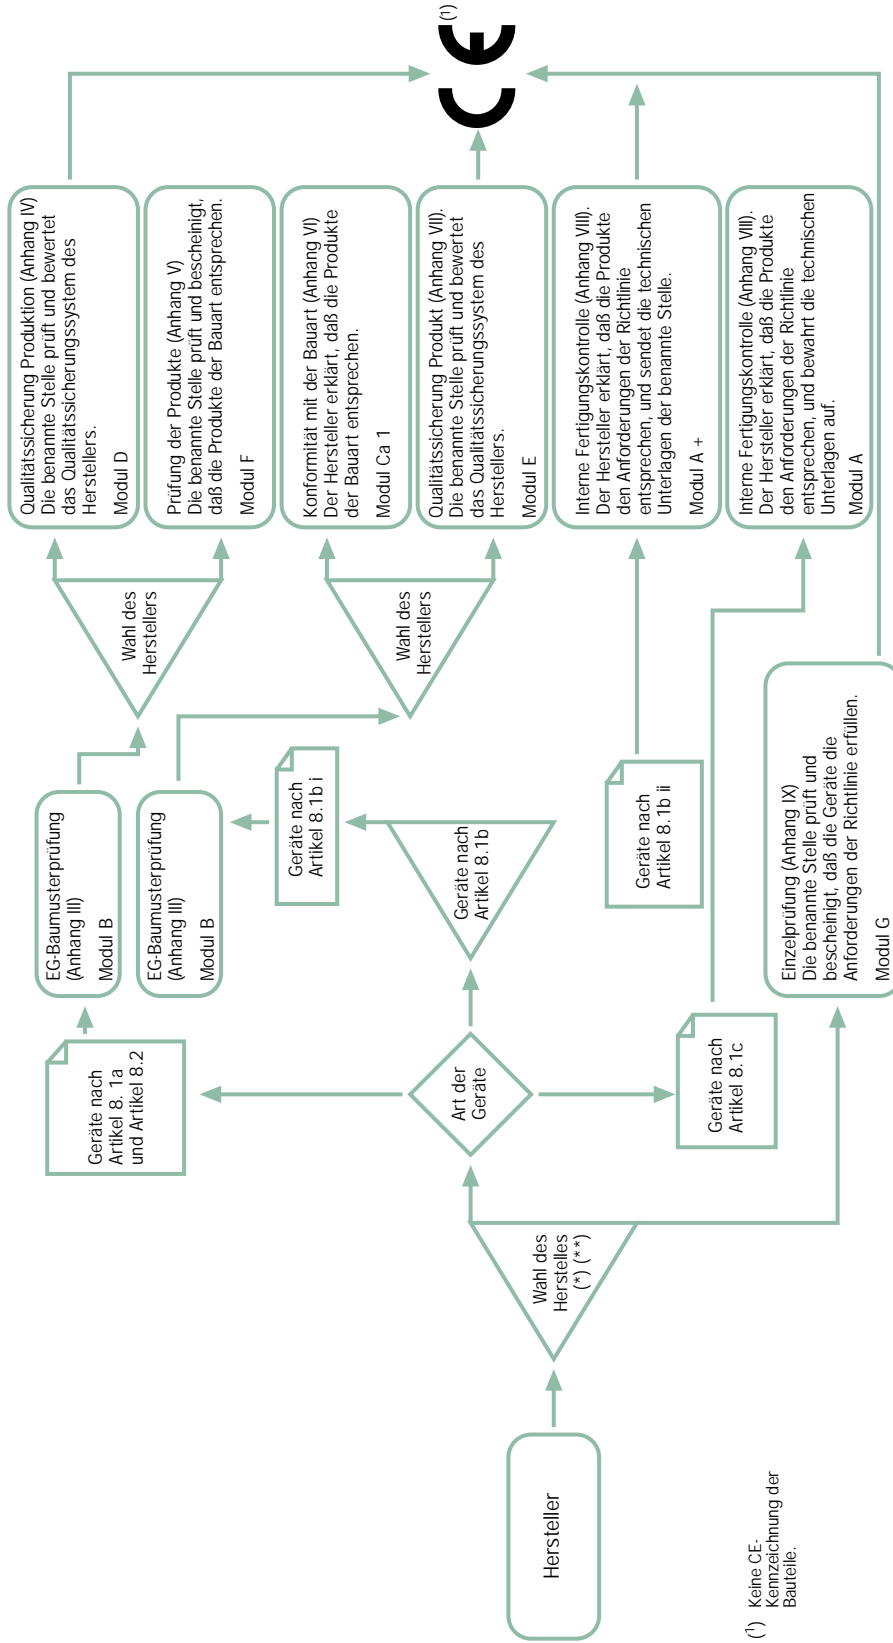 Hersteller
(¹) Keine CE-
Kennzeichnung der
Bauteile.
Wahl des
Herstelles
(*) (**)
Art der
Geräte
Geräte nach
Artikel 8. 1a
und Artikel 8.2
Geräte nach
Artikel 8.1b
Geräte nach
Artikel 8.1c
EG-Baumusterprüfung
(Anhang III)
Modul B
EG-Baumusterprüfung
(Anhang III)
Modul B
Geräte nach
Artikel 8.1b i
Geräte nach
Artikel 8.1b ii
Einzelprüfung (Anhang IX)
Die benannte Stelle prüft und
bescheinigt, daß die Geräte die
Anforderungen der Richtlinie erfüllen.
Modul G
Wahl des
Herstellers
Wahl des
Herstellers
Qualitätssicherung Produktion (Anhang IV)
Die benannte Stelle prüft und bewertet
das Qualitätssicherungssystem des
Herstellers.
Modul D
Prüfung der Produkte (Anhang V)
Die benannte Stelle prüft und bescheinigt,
daß die Produkte der Bauart entsprechen.
Modul F
Konformität mit der Bauart (Anhang VI)
Der Hersteller erklärt, daß die Produkte
der Bauart entsprechen.
Modul Ca 1
Qualitätssicherung Produkt (Anhang VII).
Die benannte Stelle prüft und bewertet
das Qualitätssicherungssystem des
Herstellers.
Modul E
Interne Fertigungskontrolle (Anhang VIII).
Der Hersteller erklärt, daß die Produkte
den Anforderungen der Richtlinie
entsprechen, und sendet die technischen
Unterlagen der benannte Stelle.
Modul A +
Interne Fertigungskontrolle (Anhang VIII).
Der Hersteller erklärt, daß die Produkte
den Anforderungen der Richtlinie
entsprechen, und bewahrt die technischen
Unterlagen auf.
Modul A
CE (¹)